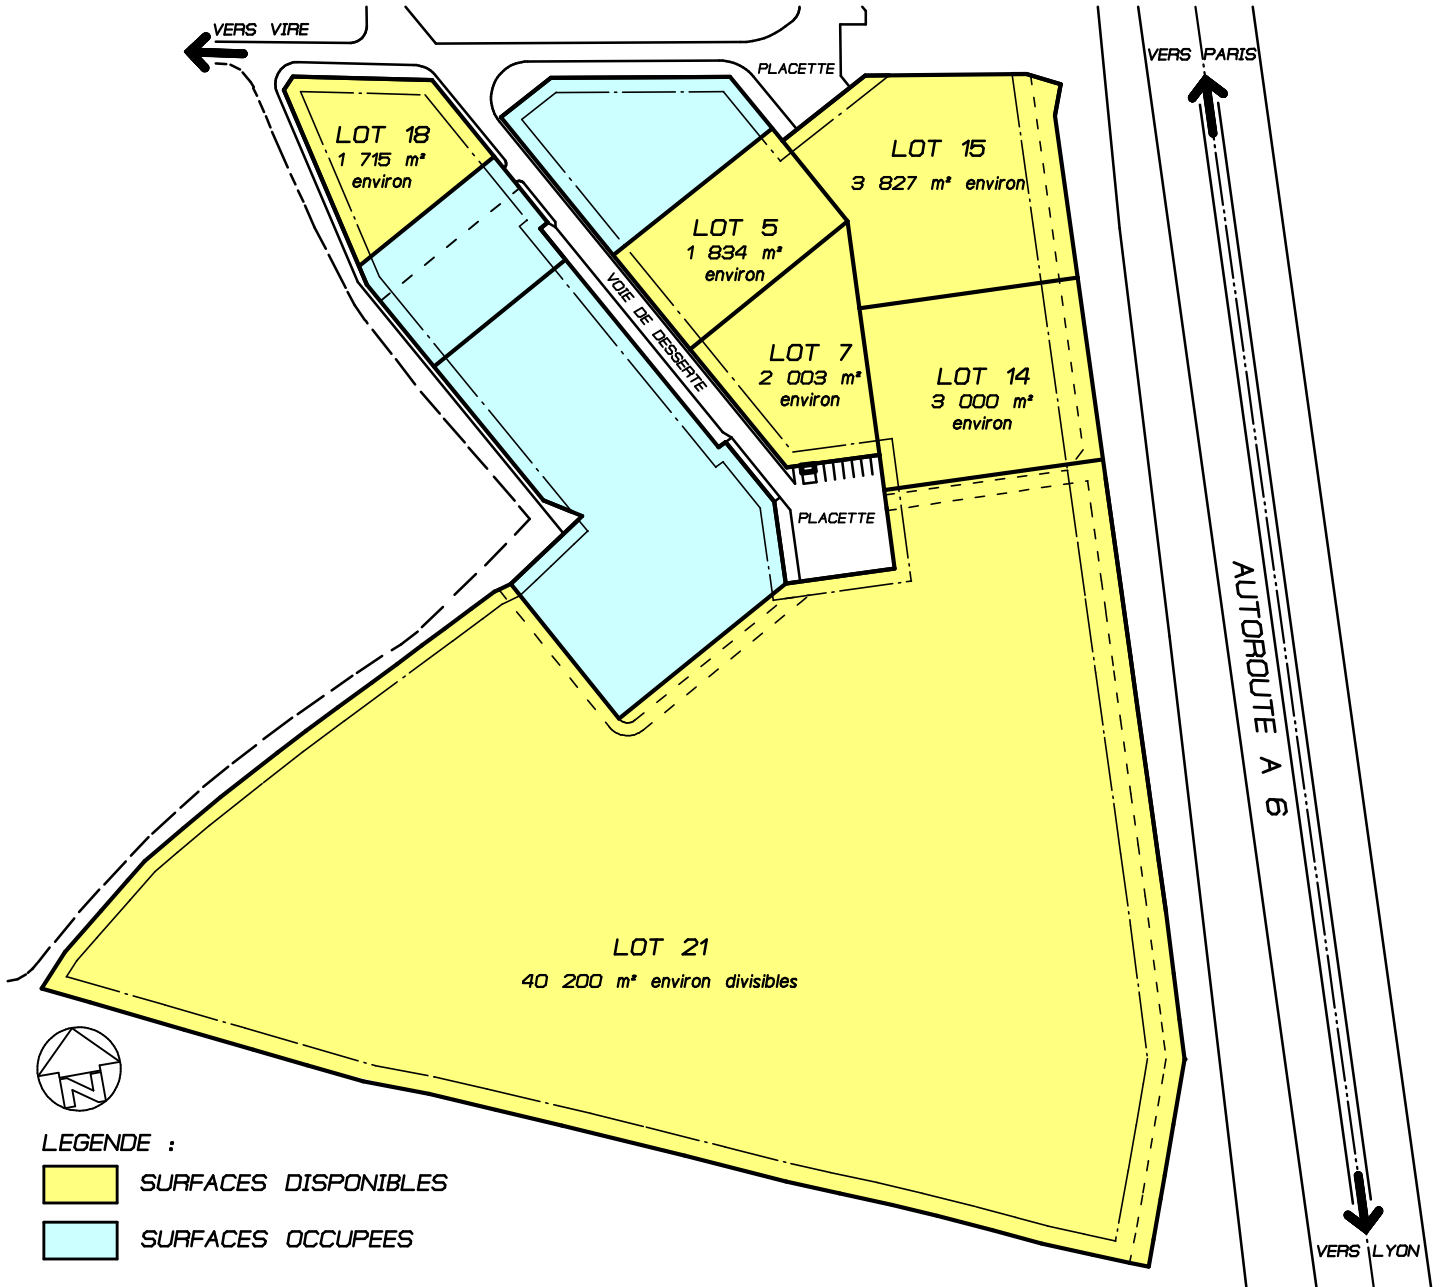 VERS VIRE
PLACETTE
VERS PARIS
LOT 18
1 715 m²
environ
LOT 15
3 827 m² environ
LOT 5
1 834 m²
environ
VOIE DE DESSERTE
LOT 7
2 003 m²
environ
LOT 14
3 000 m²
environ
PLACETTE
AUTOROUTE A 6
LOT 21
40 200 m² environ divisibles
N
LEGENDE :
SURFACES DISPONIBLES
SURFACES OCCUPEES
VERS LYON